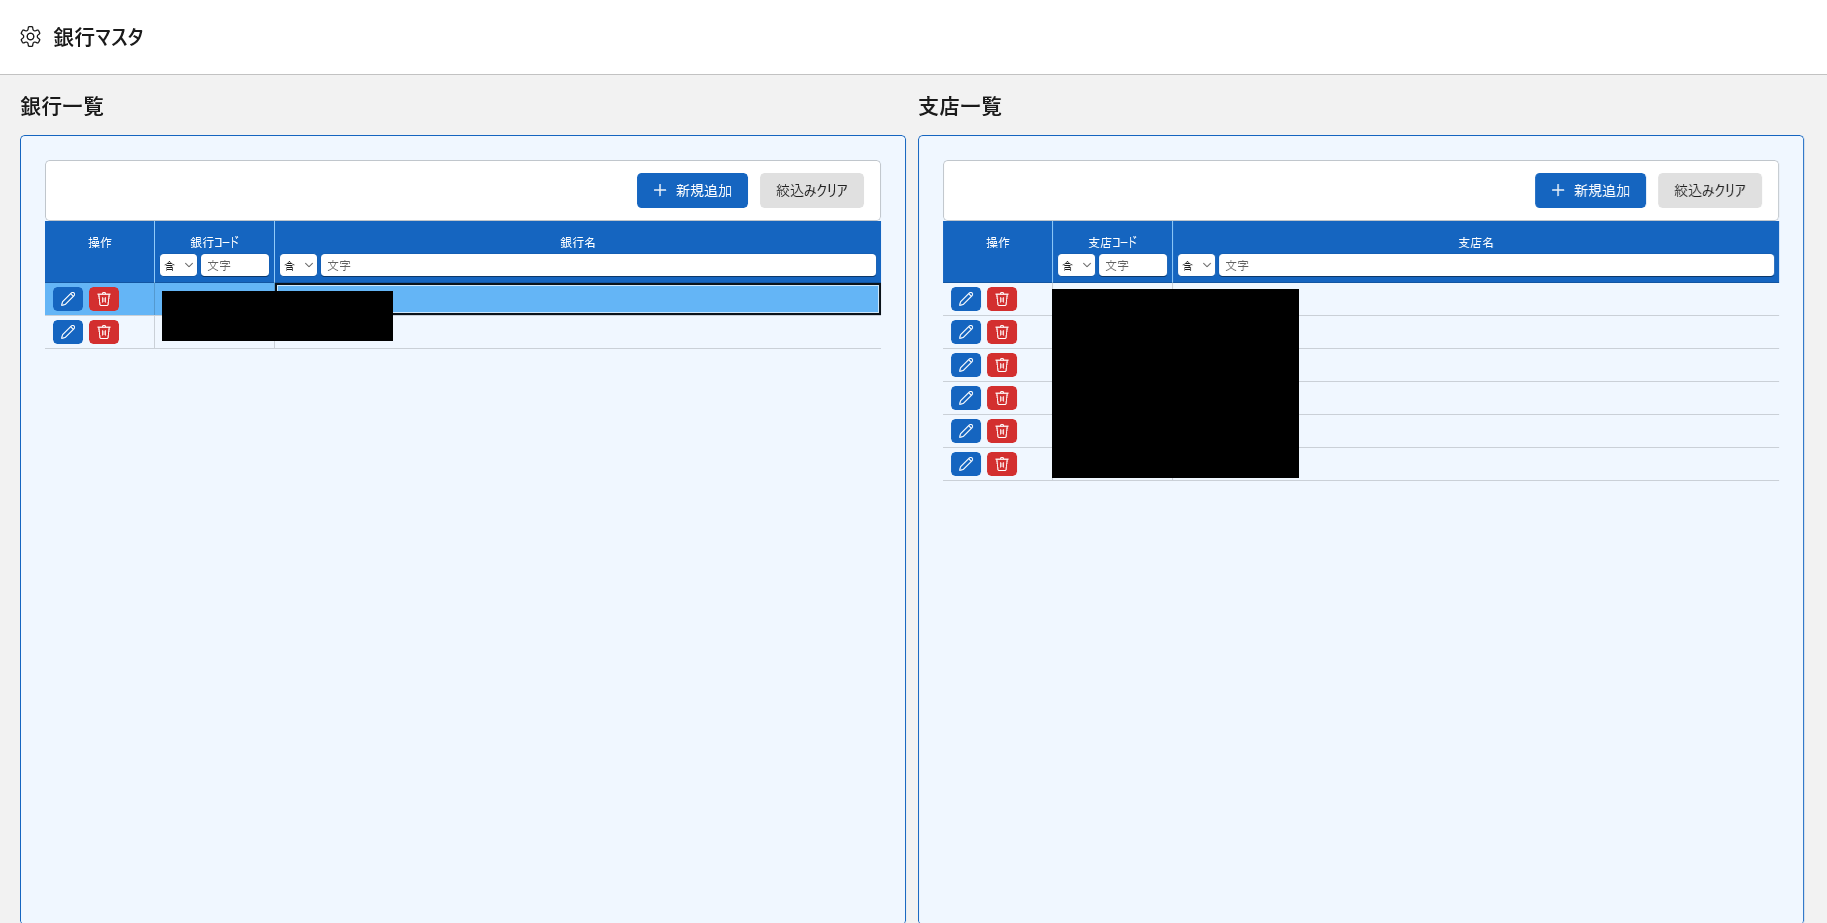 銀行マスタ
銀行一覧
新規追加 絞込みクリア
操作 銀行コード 銀行名
含 文字 含 文字
支店一覧
新規追加 絞込みクリア
操作 支店コード 支店名
含 文字 含 文字